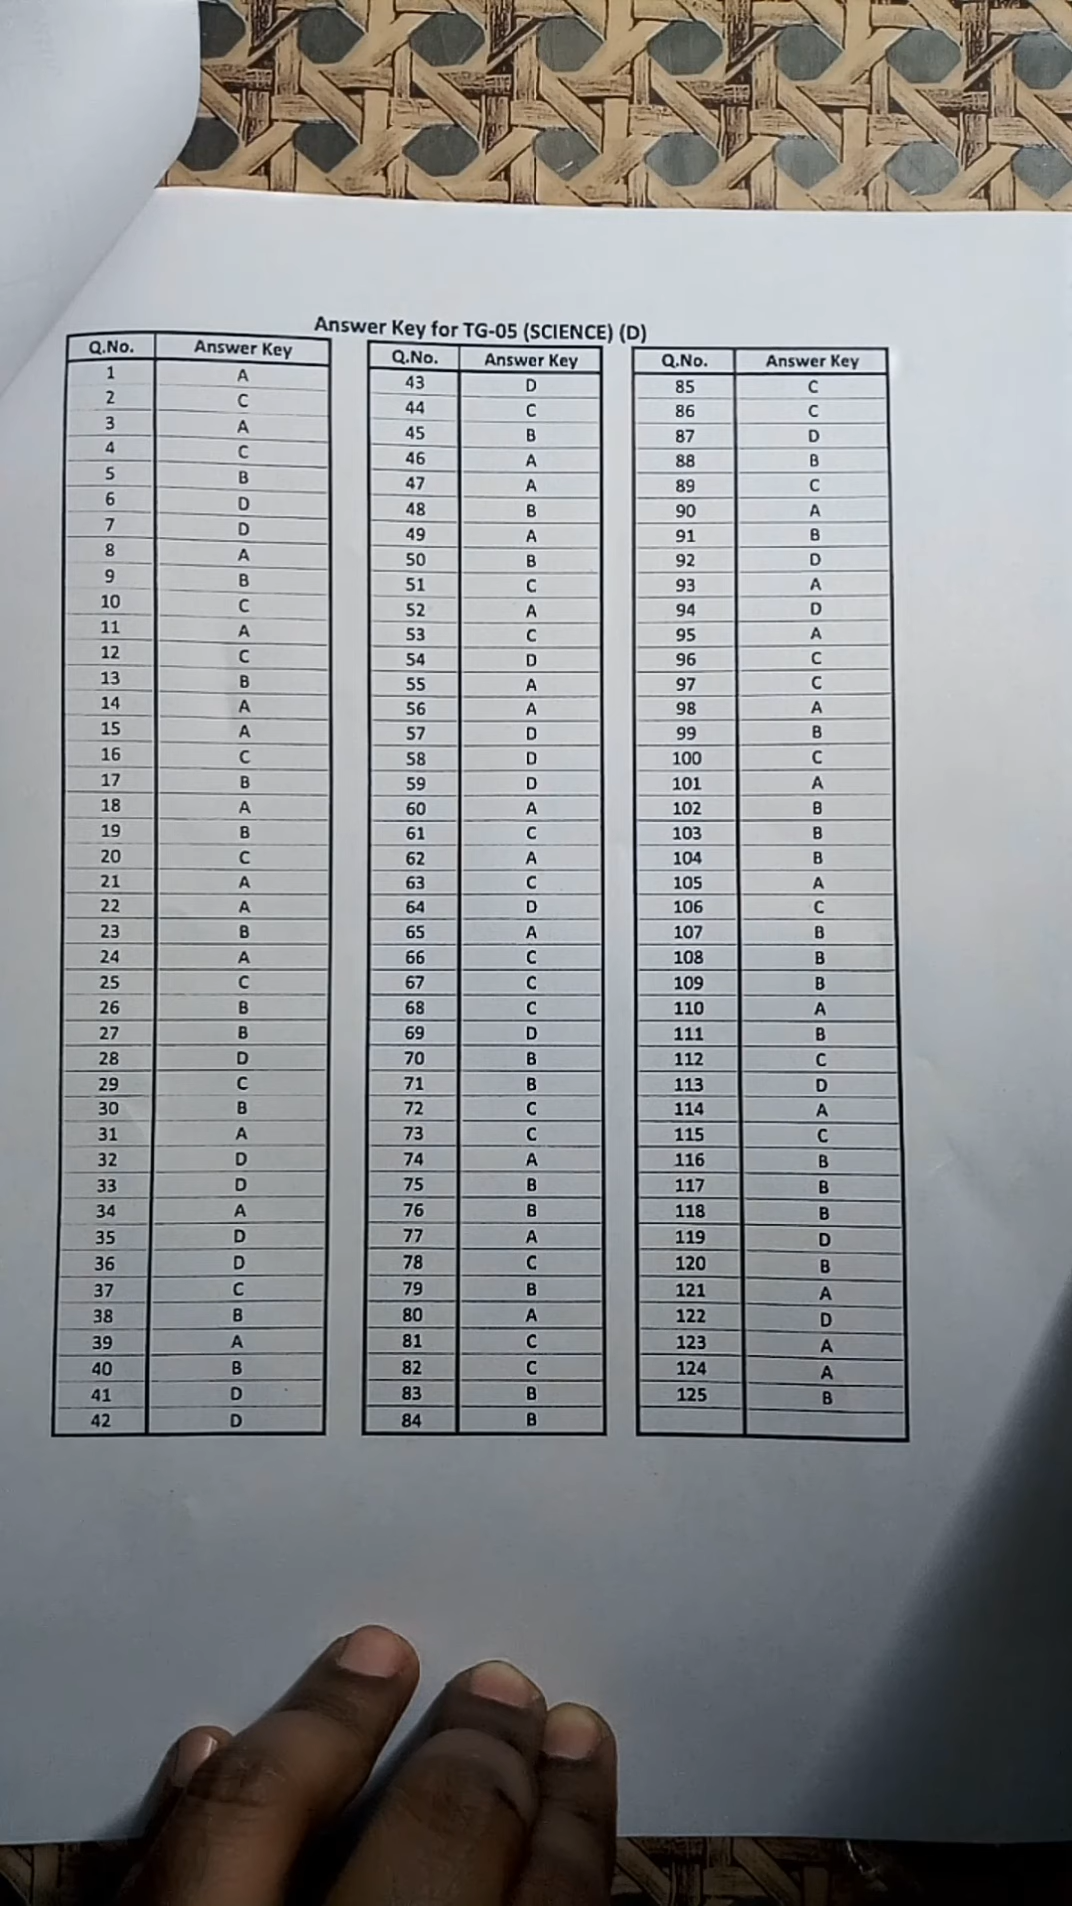 Answer Key for TG-05 (SCIENCE) (D)
Q.No. Answer Key
1 A
2 C
3 A
4 C
5 B
6 D
7 D
8 A
9 B
10 C
11 A
12 C
13 B
14 A
15 A
16 C
17 B
18 A
19 B
20 C
21 A
22 A
23 B
24 A
25 C
26 B
27 B
28 D
29 C
30 B
31 A
32 D
33 D
34 A
35 D
36 D
37 C
38 B
39 A
40 B
41 D
42 D
Q.No. Answer Key
43 D
44 C
45 B
46 A
47 A
48 B
49 A
50 B
51 C
52 A
53 C
54 D
55 A
56 A
57 D
58 D
59 D
60 A
61 C
62 A
63 C
64 D
65 A
66 C
67 C
68 C
69 D
70 B
71 B
72 C
73 C
74 A
75 B
76 B
77 A
78 C
79 B
80 A
81 C
82 C
83 B
84 B
Q.No. Answer Key
85 C
86 C
87 D
88 B
89 C
90 A
91 B
92 D
93 A
94 D
95 A
96 C
97 C
98 A
99 B
100 C
101 A
102 B
103 B
104 B
105 A
106 C
107 B
108 B
109 B
110 A
111 B
112 C
113 D
114 A
115 C
116 B
117 B
118 B
119 D
120 B
121 A
122 D
123 A
124 A
125 B